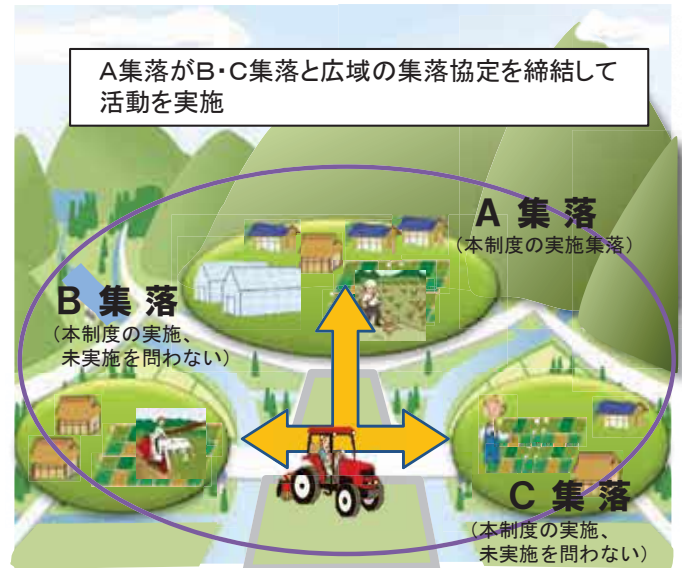 A集落がB・C集落と広域の集落協定を締結して
活動を実施
A 集 落
(本制度の実施集落)
B 集 落
(本制度の実施、
未実施を問わない)
C 集 落
(本制度の実施、
未実施を問わない)